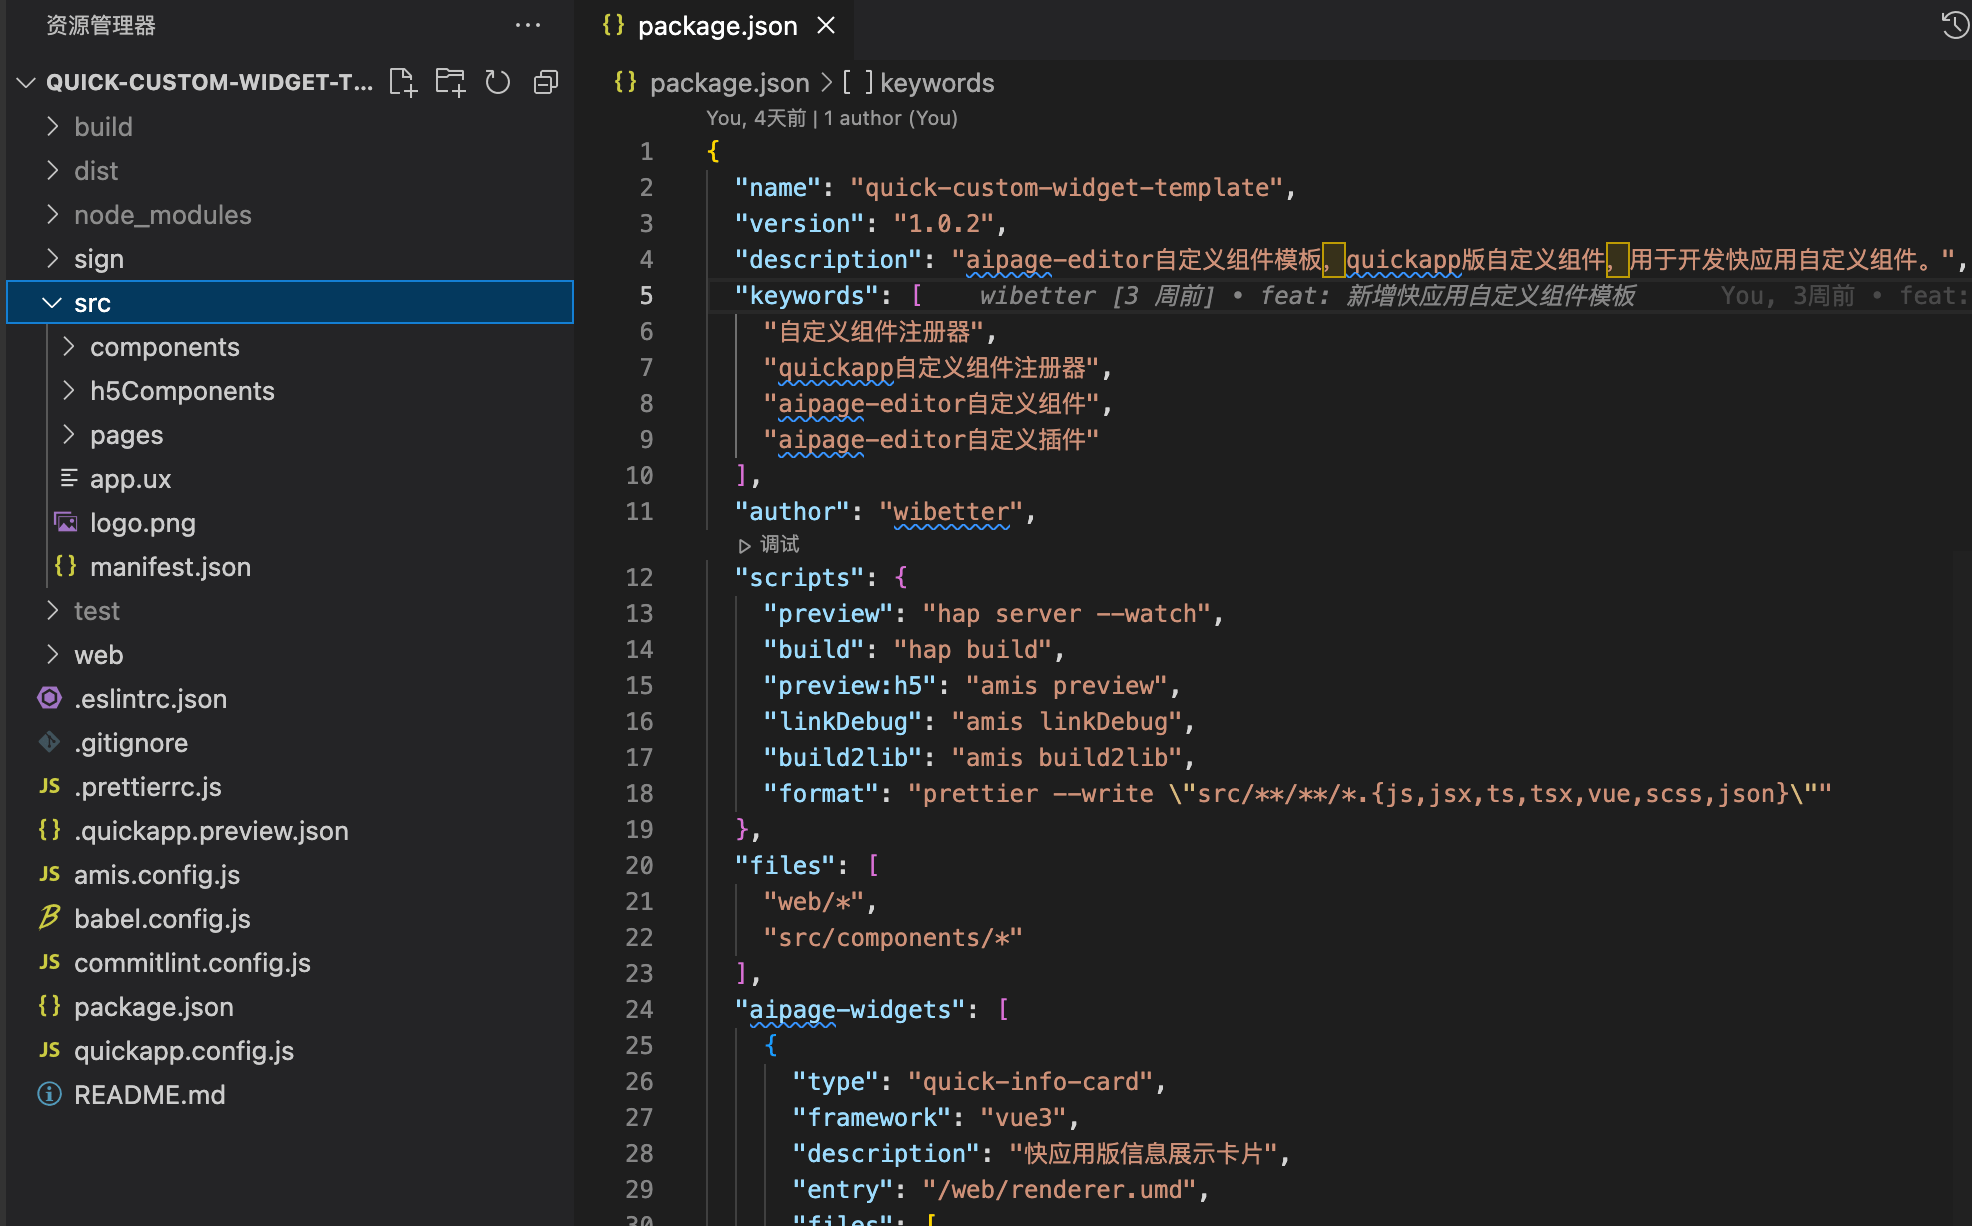 资源管理器
QUICK-CUSTOM-WIDGET-T...
build
dist
node_modules
sign
src
components
h5Components
pages
app.ux
logo.png
manifest.json
test
web
.eslintrc.json
.gitignore
JS .prettierrc.js
{} .quickapp.preview.json
JS amis.config.js
babel.config.js
JS commitlint.config.js
{} package.json
JS quickapp.config.js
README.md
{} package.json
{} package.json > [ ] keywords
You, 4天前 | 1 author (You)
1 {
2 "name": "quick-custom-widget-template",
3 "version": "1.0.2",
4 "description": "aipage-editor自定义组件模板，quickapp版自定义组件，用于开发快应用自定义组件。",
5 "keywords": [ wibetter [3 周前] • feat: 新增快应用自定义组件模板 You, 3周前 • feat:
6 "自定义组件注册器",
7 "quickapp自定义组件注册器",
8 "aipage-editor自定义组件",
9 "aipage-editor自定义插件"
10 ],
11 "author": "wibetter",
调试
12 "scripts": {
13 "preview": "hap server --watch",
14 "build": "hap build",
15 "preview:h5": "amis preview",
16 "linkDebug": "amis linkDebug",
17 "build2lib": "amis build2lib",
18 "format": "prettier --write \"src/**/**/*.{js,jsx,ts,tsx,vue,scss,json}\""
19 },
20 "files": [
21 "web/*",
22 "src/components/*"
23 ],
24 "aipage-widgets": [
25 {
26 "type": "quick-info-card",
27 "framework": "vue3",
28 "description": "快应用版信息展示卡片",
29 "entry": "/web/renderer.umd",
30 "files": [